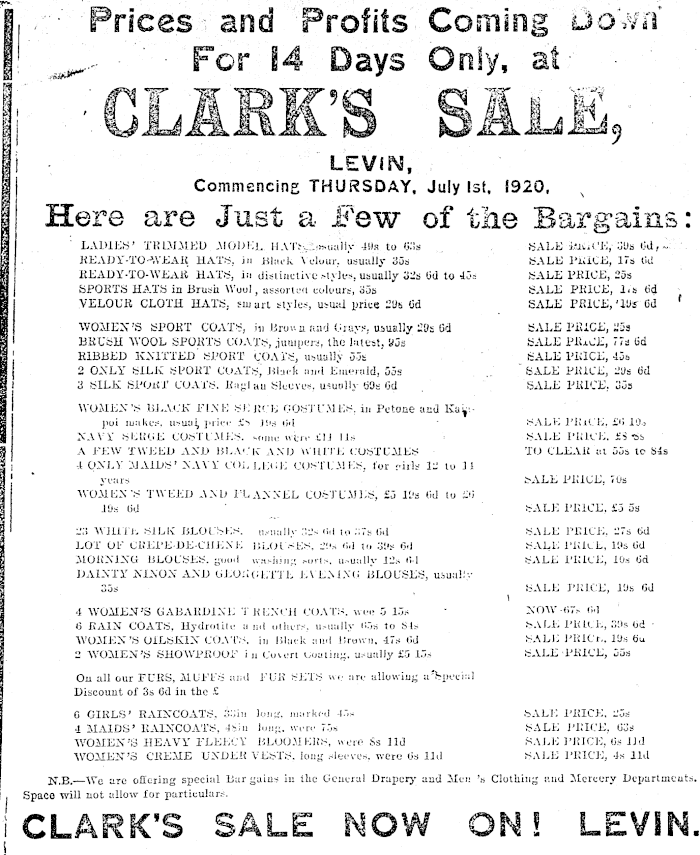 Prices and Profits Coming Down
For 14 Days Only, at
CLARK'S SALE,
LEVIN,
Commencing THURSDAY, July 1st, 1920,
Here are Just a Few of the Bargains:
LADIES' TRIMMED MODEL HATS, usually 49s to 63s SALE PRICE, 39s 6d,
READY-TO-WEAR HATS, in Black Velour, usually 35s SALE PRICE, 17s 6d
READY-TO-WEAR HATS, in distinctive styles, usually 32s 6d to 45s SALE PRICE, 25s
SPORTS HATS in Brush Wool, assorted colours, 35s SALE PRICE, 6d
VELOUR CLOTH HATS, smart styles, usual price 29s 6d SALE PRICE, 19s 6d
WOMEN'S SPORT COATS, in Brown and Grays, usually 29s 6d SALE PRICE, 25s
BRUSH WOOL SPORTS COATS, jumpers, the latest, 95s SALE PRICE, 77s 6d
RIBBED KNITTED SPORT COATS, usually 55s SALE PRICE, 45s
2 ONLY SILK SPORT COATS, Black and Emerald, 55s SALE PRICE, 29s 6d
3 SILK SPORT COATS, Raglan Sleeves, usually 69s 6d SALE PRICE, 35s
WOMEN'S BLACK FINE SERGE COSTUMES, in Petone and Kaia-
poi makes, usual price £8 19s 6d SALE PRICE, £6 19s
NAVY SERGE COSTUMES, some were £11 11s SALE PRICE, £8 8s
A FEW TWEED AND BLACK AND WHITE COSTUMES TO CLEAR at 55s to 84s
4 ONLY MAIDS' NAVY COLLEGE COSTUMES, for girls 12 to 14
years SALE PRICE, 70s
WOMEN'S TWEED AND FLANNEL COSTUMES, £5 19s 6d to £6
19s 6d SALE PRICE, £5 5s
23 WHITE SILK BLOUSES, usually 32s 6d to 37s 6d SALE PRICE, 27s 6d
LOT OF CREPE-DE-CHENE BLOUSES, 29s 6d to 39s 6d SALE PRICE, 19s 6d
MORNING BLOUSES, good washing sorts, usually 12s 6d SALE PRICE, 10s 6d
DAINTY NINON AND GEORGETTE EVENING BLOUSES, usually
35s SALE PRICE, 19s 6d
4 WOMEN'S GABARDINE TRENCH COATS, wee 5 15s NOW 67s 6d
6 RAIN COATS, Hydrotite and others, usually 65s to 84s SALE PRICE, 39s 6d
WOMEN'S OILSKIN COATS, in Black and Brown, 47s 6d SALE PRICE, 19s 6d
2 WOMEN'S SHOWPROOF in Covert Coating, usually £5 15s SALE PRICE, 55s
On all our FURS, MUFFS and FUR SETS we are allowing a Special
Discount of 3s 6d in the £
6 GIRLS' RAINCOATS, 33in long, marked 45s SALE PRICE, 25s
4 MAIDS' RAINCOATS, 48in long, were 75s SALE PRICE, 63s
WOMEN'S HEAVY FLEECY BLOOMERS, were 8s 11d SALE PRICE, 6s 11d
WOMEN'S CREME UNDER VESTS, long sleeves, were 6s 11d SALE PRICE, 4s 11d
N.B.—We are offering special Bargains in the General Drapery and Men 's Clothing and Mercery Departments.
Space will not allow for particulars.
CLARK'S SALE NOW ON! LEVIN.